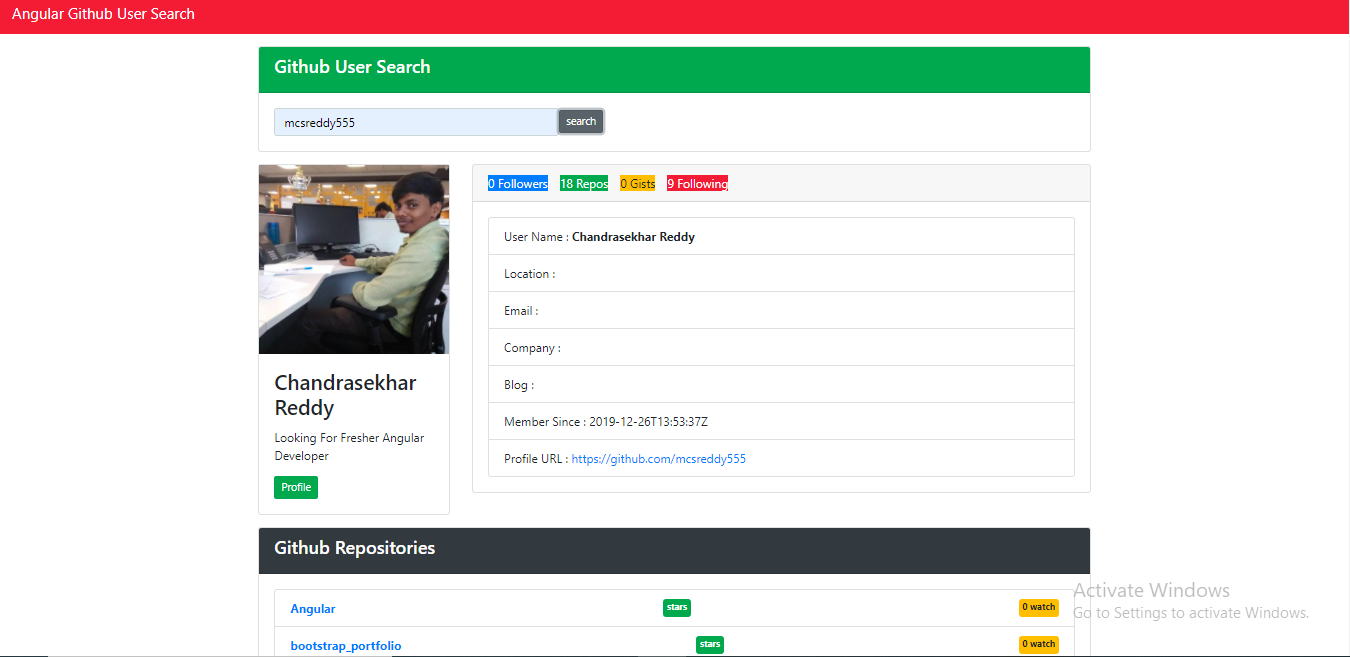 Angular Github User Search
Github User Search
mcsreddy555 search
0 Followers 18 Repos 0 Gists 9 Following
User Name : Chandrasekhar Reddy
Location :
Email :
Company :
Blog :
Member Since : 2019-12-26T13:53:37Z
Profile URL : https://github.com/mcsreddy555
Chandrasekhar
Reddy
Looking For Fresher Angular
Developer
Profile
Github Repositories
Angular stars 0 watch
bootstrap_portfolio stars 0 watch
Activate Windows
Go to Settings to activate Windows.